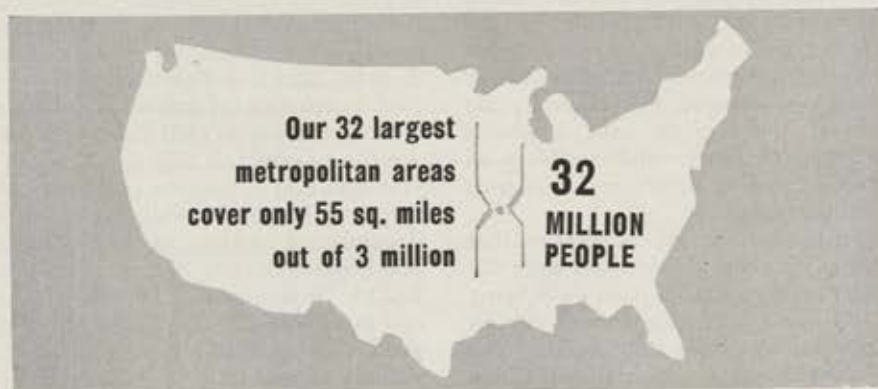 Our 32 largest
metropolitan areas
cover only 55 sq. miles
out of 3 million
32
MILLION
PEOPLE